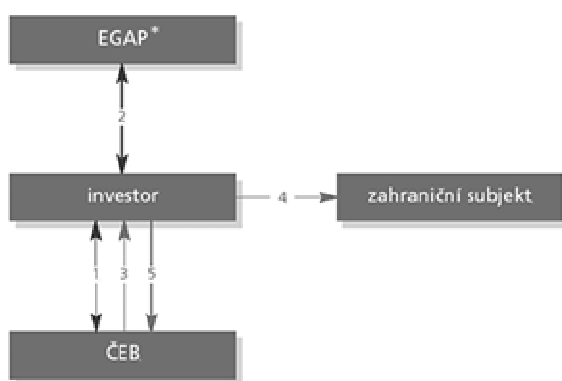 EGAP*
2
investor
4
zahraniční subjekt
1 3 5
ČEB